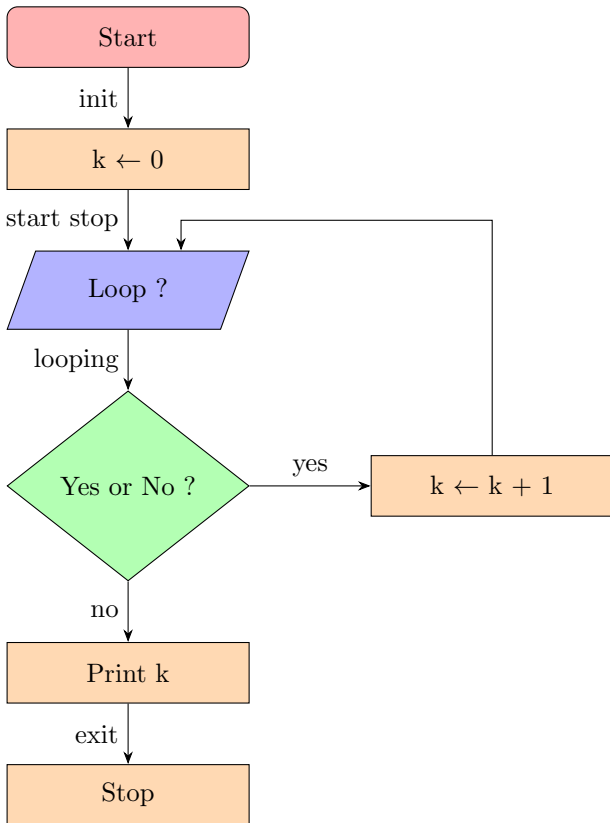 Start
init
k ← 0
start stop
Loop ?
looping
Yes or No ?
yes
k ← k + 1
no
Print k
exit
Stop